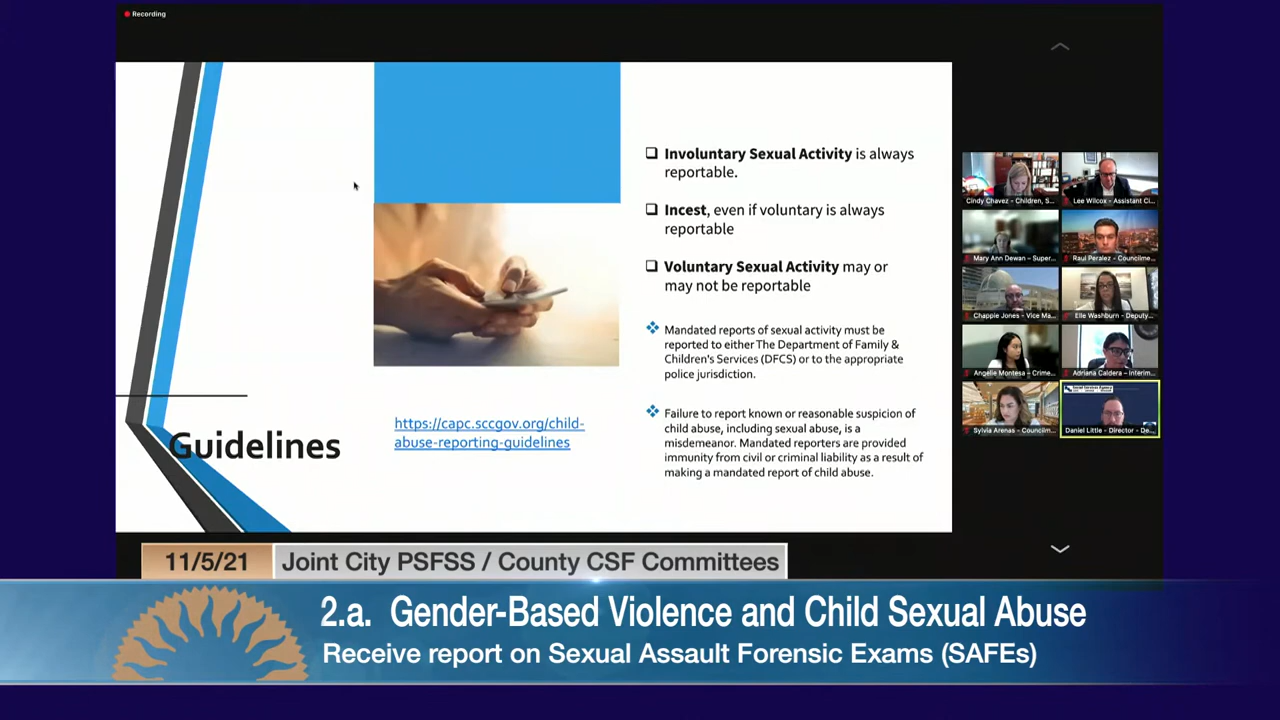 Recording
Involuntary Sexual Activity is always
reportable.
Incest, even if voluntary is always
reportable
Voluntary Sexual Activity may or
may not be reportable
Mandated reports of sexual activity must be
reported to either The Department of Family &
Children's Services (DFCS) or to the appropriate
police jurisdiction.
Failure to report known or reasonable suspicion of
child abuse, including sexual abuse, is a
misdemeanor. Mandated reporters are provided
immunity from civil or criminal liability as a result of
making a mandated report of child abuse.
https://capc.sccgov.org/child-
abuse-reporting-guidelines
Guidelines
Cindy Chavez - Children, S...
Lee Wilcox - Assistant Ci...
Mary Ann Dewan - Super...
Raul Peralez - Councilme...
Chappie Jones - Vice Ma...
Elle Washburn - Deputy...
Angelie Montesa - Crime...
Adriana Caldera - Interim...
Sylvia Arenas - Councilm...
Social Services Agency
Daniel Little - Director - De...
11/5/21
Joint City PSFSS / County CSF Committees
2.a. Gender-Based Violence and Child Sexual Abuse
Receive report on Sexual Assault Forensic Exams (SAFEs)